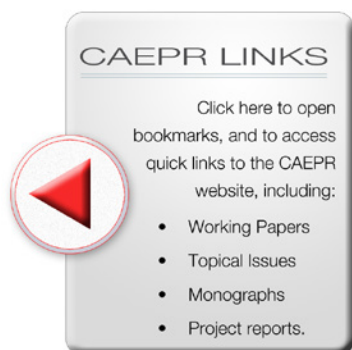 CAEPR LINKS
Click here to open
bookmarks, and to access
quick links to the CAEPR
website, including:
• Working Papers
• Topical Issues
• Monographs
• Project reports.